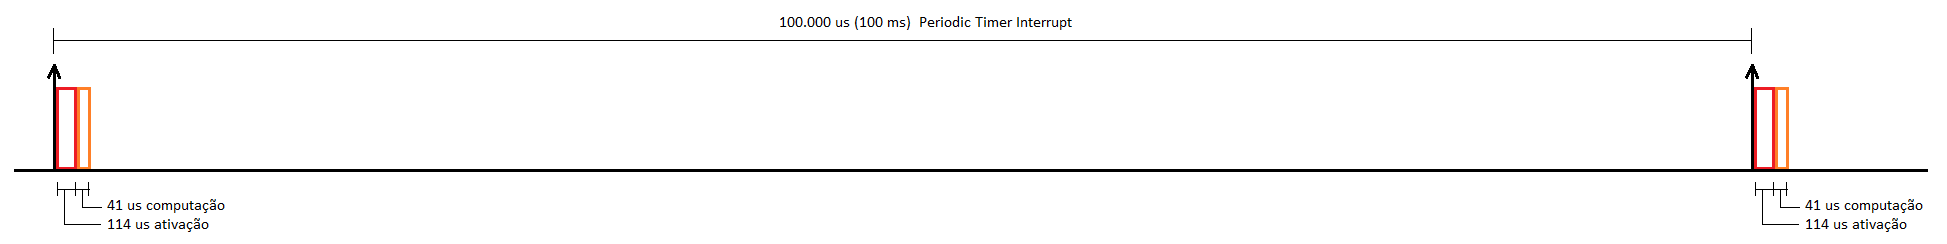 100.000 us (100 ms)  Periodic Timer Interrupt
41 us computação
114 us ativação
41 us computação
114 us ativação